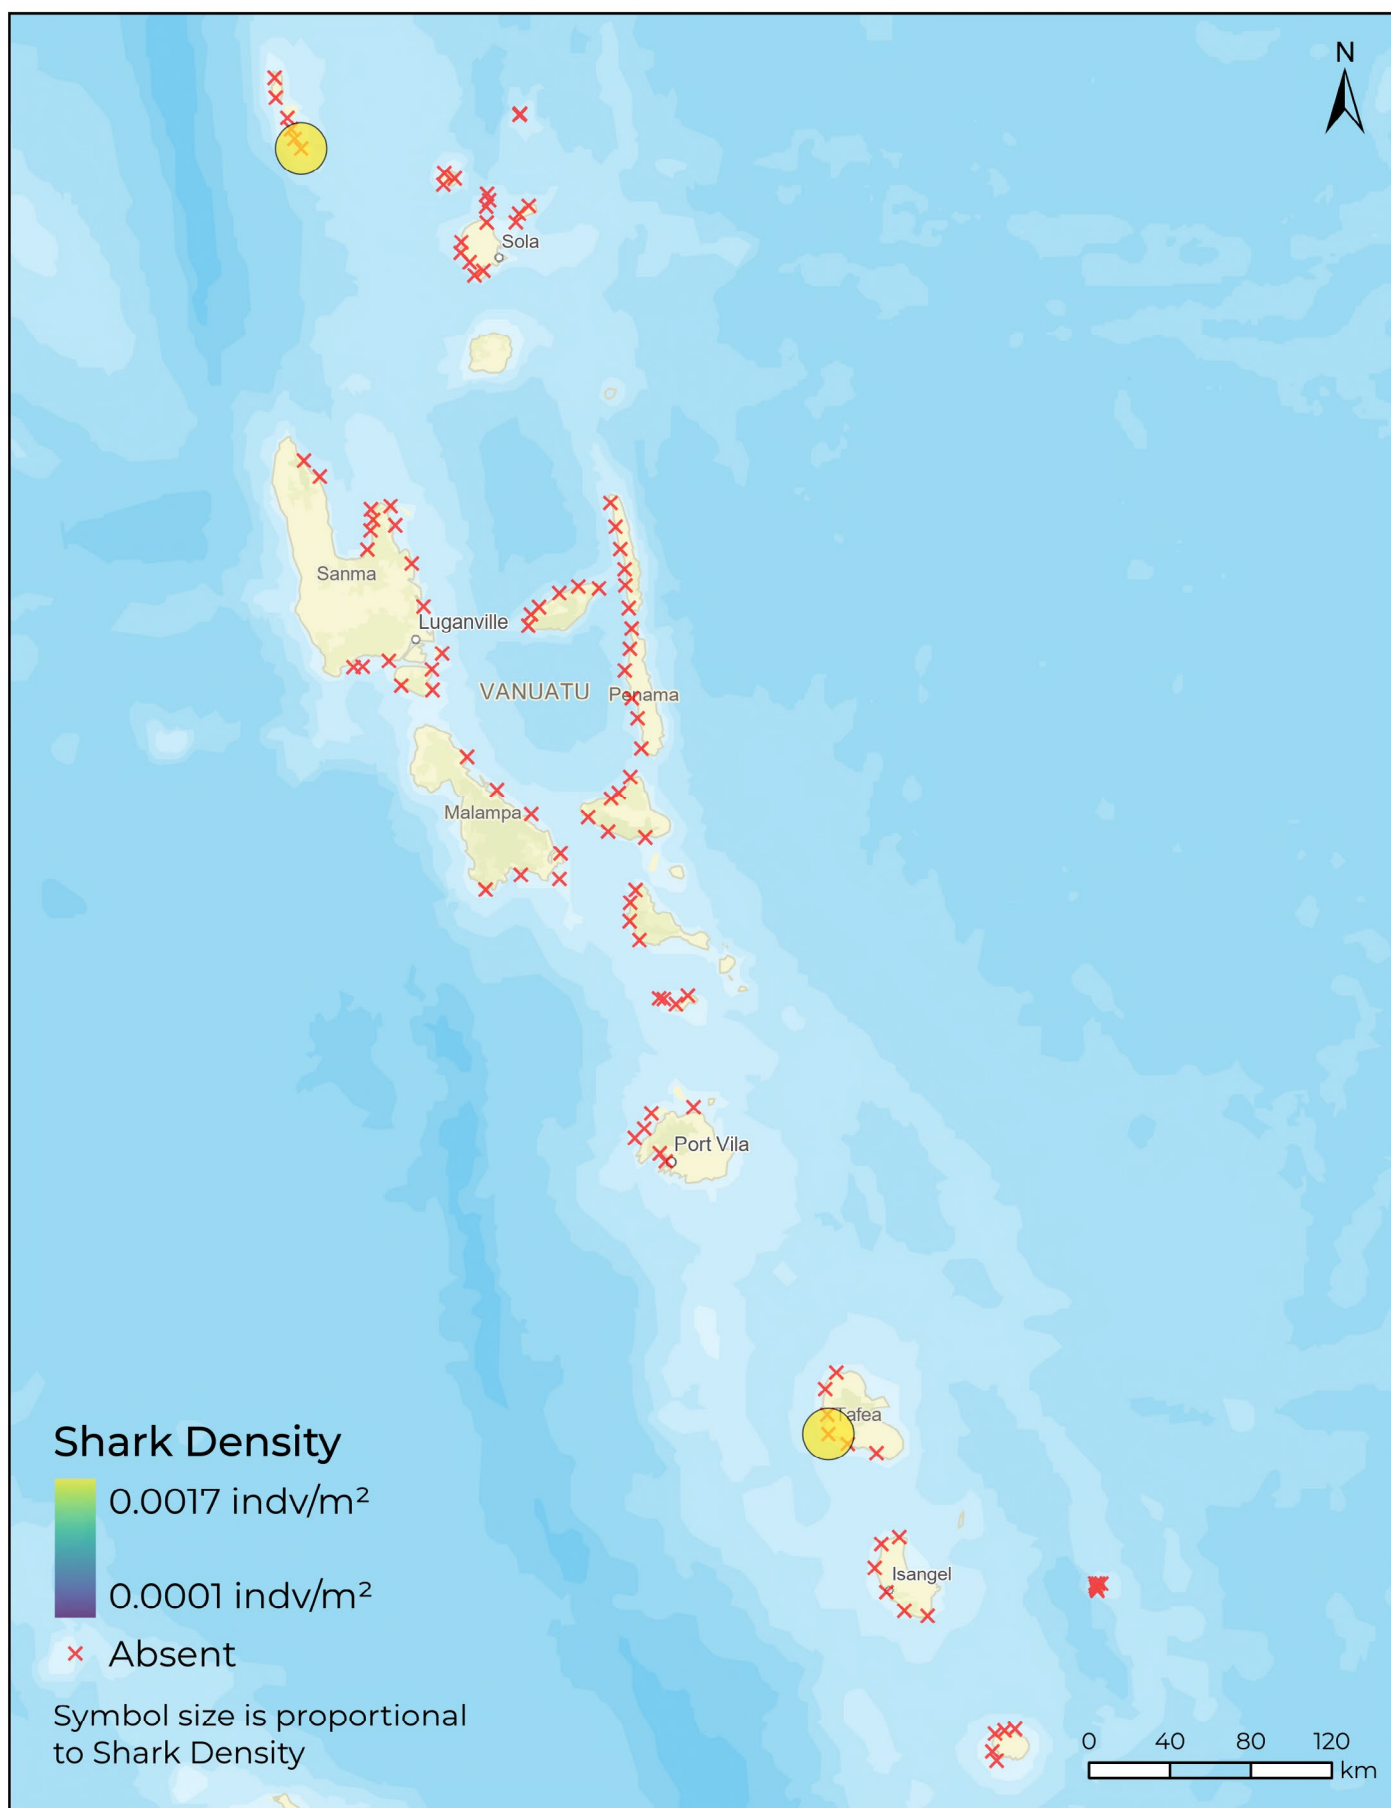 N
Sola
Sanma
Luganville
VANUATU
Penama
Malampa
Port Vila
Tafea
Isangel
Shark Density
0.0017 indv/m²
0.0001 indv/m²
Absent
Symbol size is proportional
to Shark Density
0 40 80 120
km